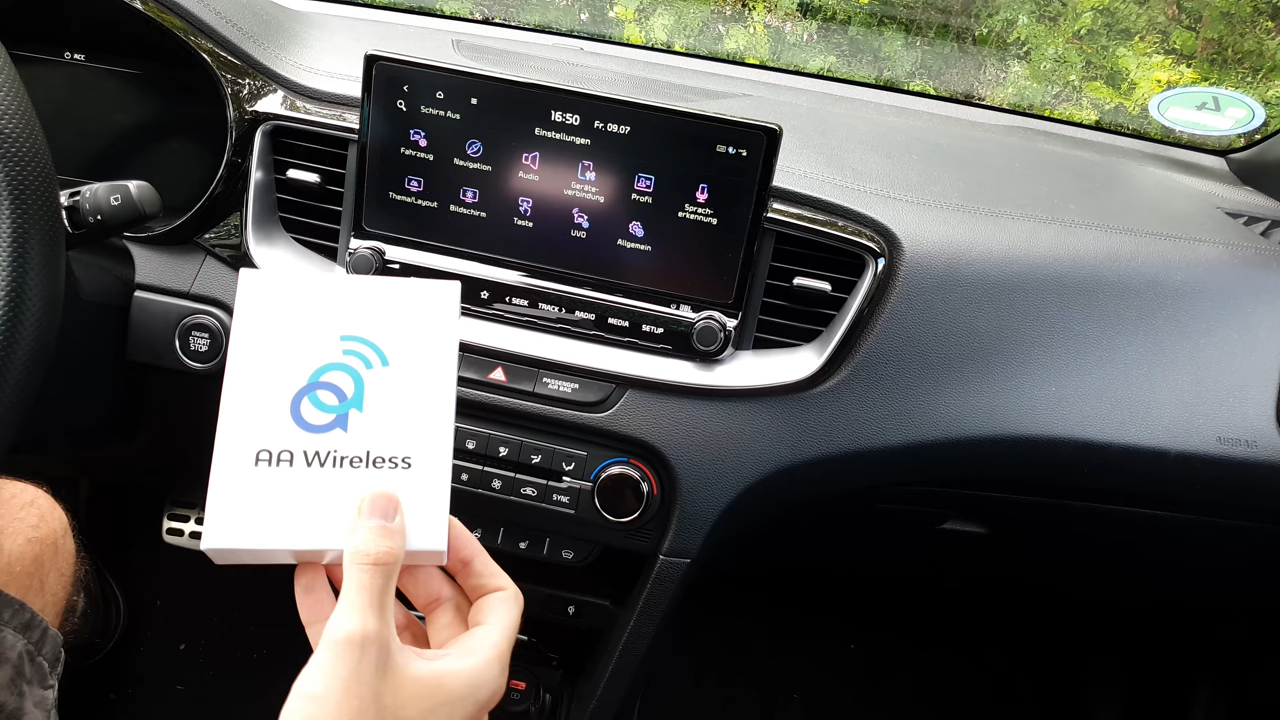 ACC
Schirm Aus
16:50 Fr. 09.07
Einstellungen
Fahrzeug
Navigation
Audio
Geräte-
verbindung
Profil
Sprach-
erkennung
Thema/Layout
Bildschirm
Taste
UVO
Allgemein
< SEEK
TRACK >
RADIO
MEDIA
SETUP
JBL
ENGINE
START
STOP
PASSENGER
AIR BAG
AA Wireless
SYNC
AIRBAG
4